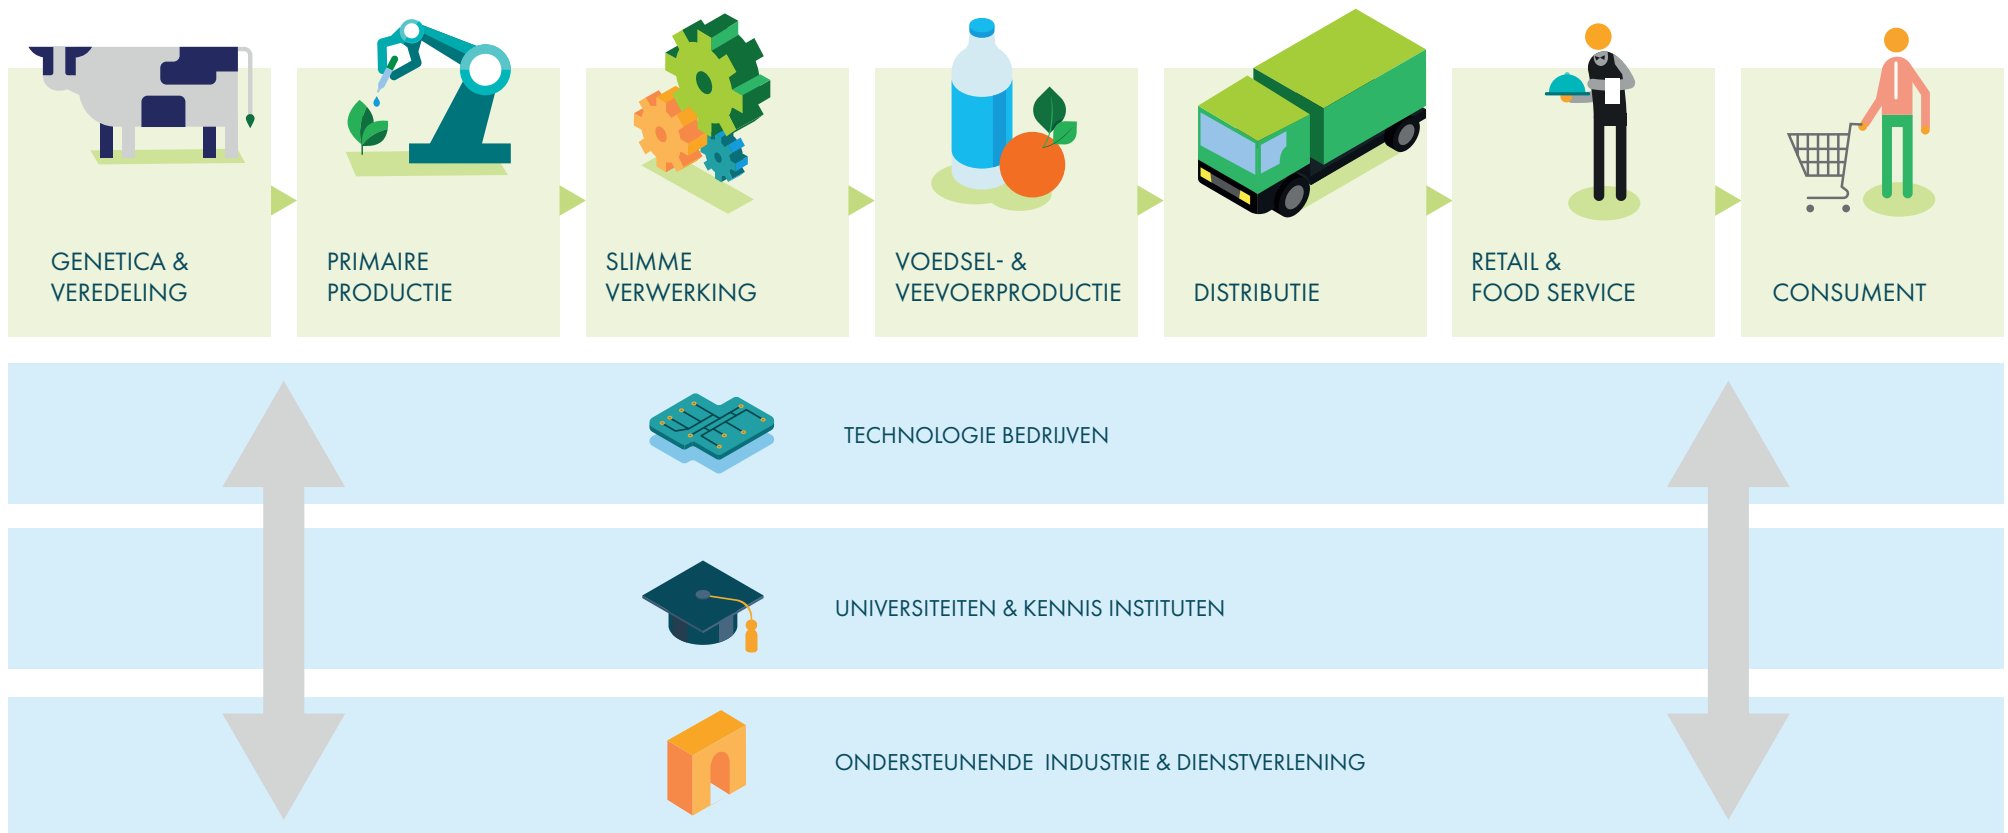 GENETICA &
VEREDELING
PRIMAIRE
PRODUCTIE
SLIMME
VERWERKING
VOEDSEL- &
VEEVOERPRODUCTIE
DISTRIBUTIE
RETAIL &
FOOD SERVICE
CONSUMENT
TECHNOLOGIE BEDRIJVEN
UNIVERSITEITEN & KENNIS INSTITUTEN
ONDERSTEUNENDE INDUSTRIE & DIENSTVERLENING